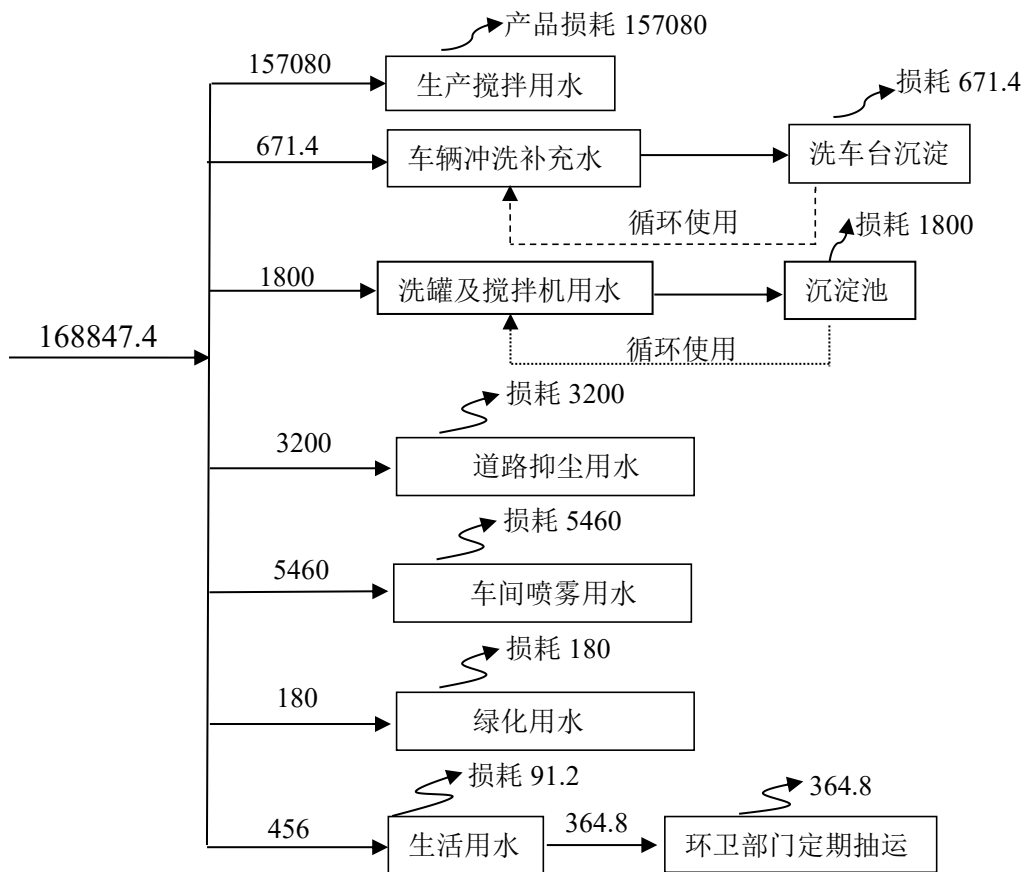 产品损耗 157080
157080
生产搅拌用水
损耗 671.4
671.4
车辆冲洗补充水
洗车台沉淀
循环使用
损耗 1800
1800
洗罐及搅拌机用水
沉淀池
168847.4
循环使用
损耗 3200
3200
道路抑尘用水
损耗 5460
5460
车间喷雾用水
损耗 180
180
绿化用水
损耗 91.2
364.8
456
生活用水
364.8
环卫部门定期抽运